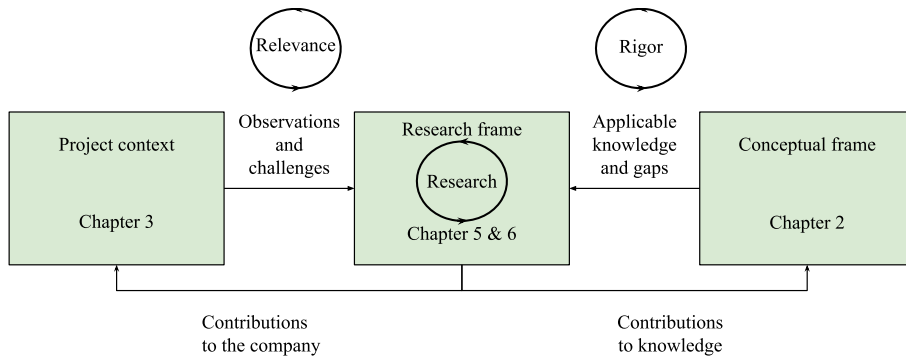 Relevance
Rigor
Project context
Chapter 3
Observations
and
challenges
Research frame
Research
Chapter 5 & 6
Applicable
knowledge
and gaps
Conceptual frame
Chapter 2
Contributions
to the company
Contributions
to knowledge